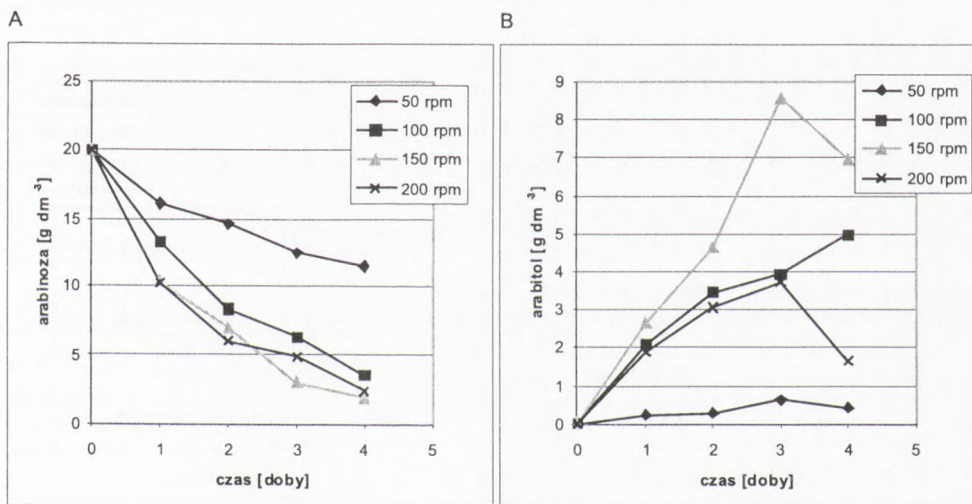 A
25
20
15
10
5
0
0 1 2 3 4 5
arabinoza [g dm⁻³]
czas [doby]
50 rpm
100 rpm
150 rpm
200 rpm
B
9
8
7
6
5
4
3
2
1
0
0 1 2 3 4 5
arabitol [g dm⁻³]
czas [doby]
50 rpm
100 rpm
150 rpm
200 rpm